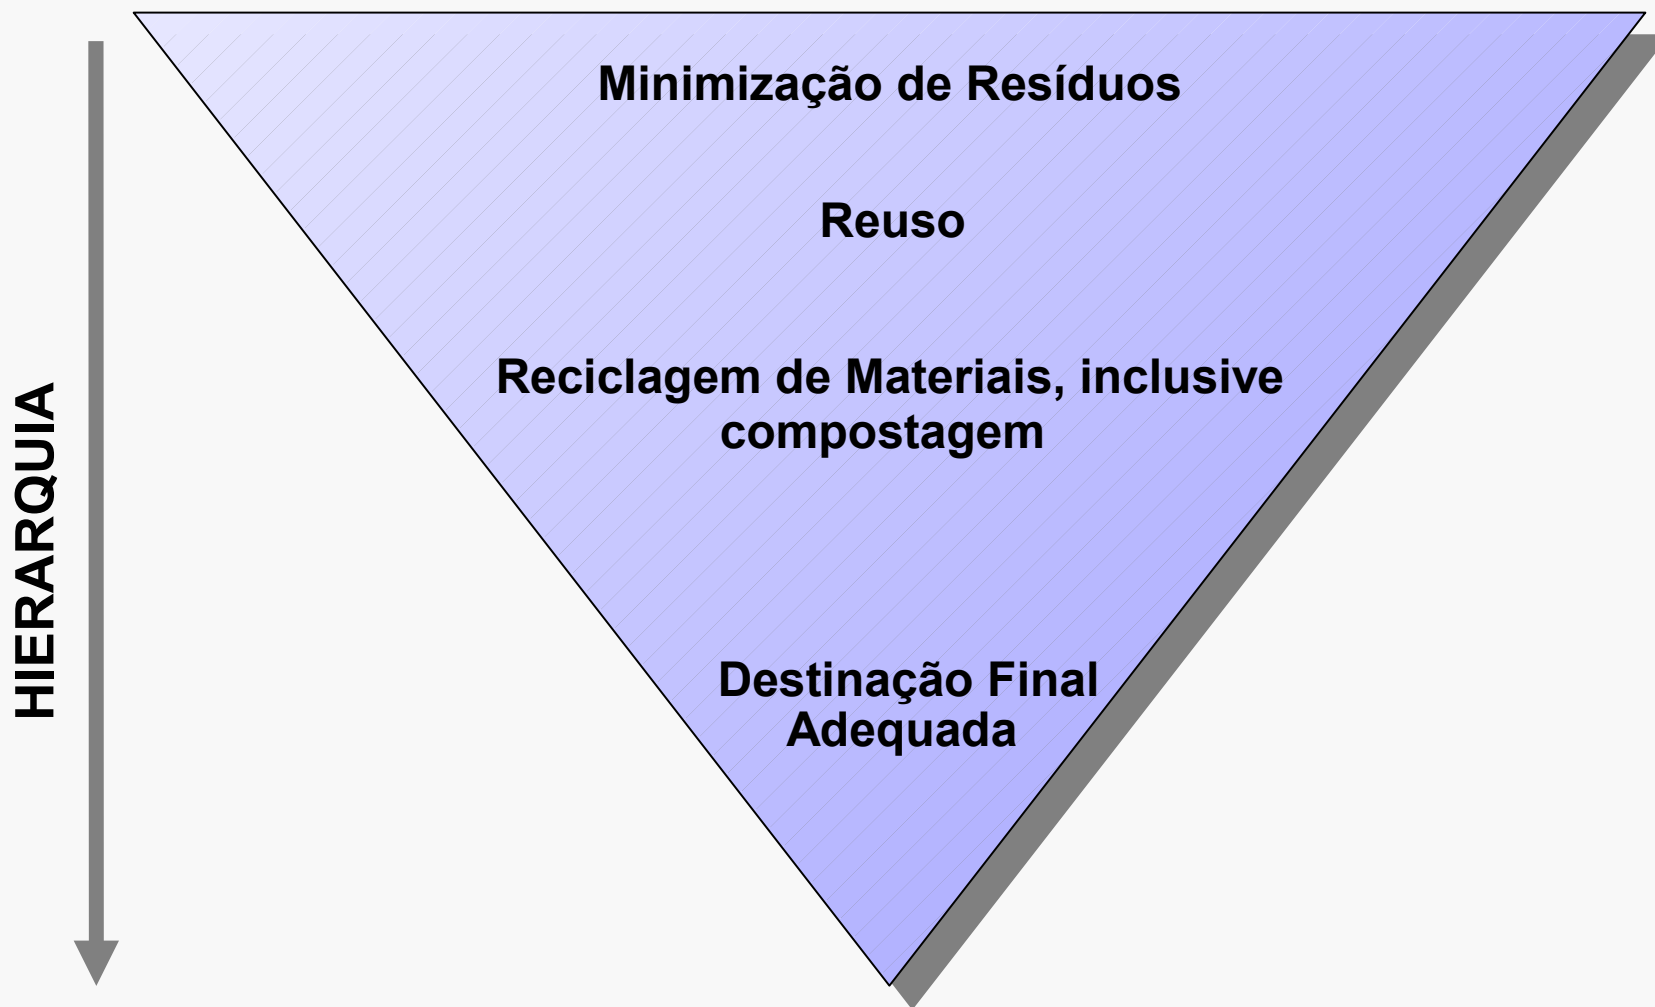 HIERARQUIA
Minimização de Resíduos
Reuso
Reciclagem de Materiais, inclusive
compostagem
Destinação Final
Adequada